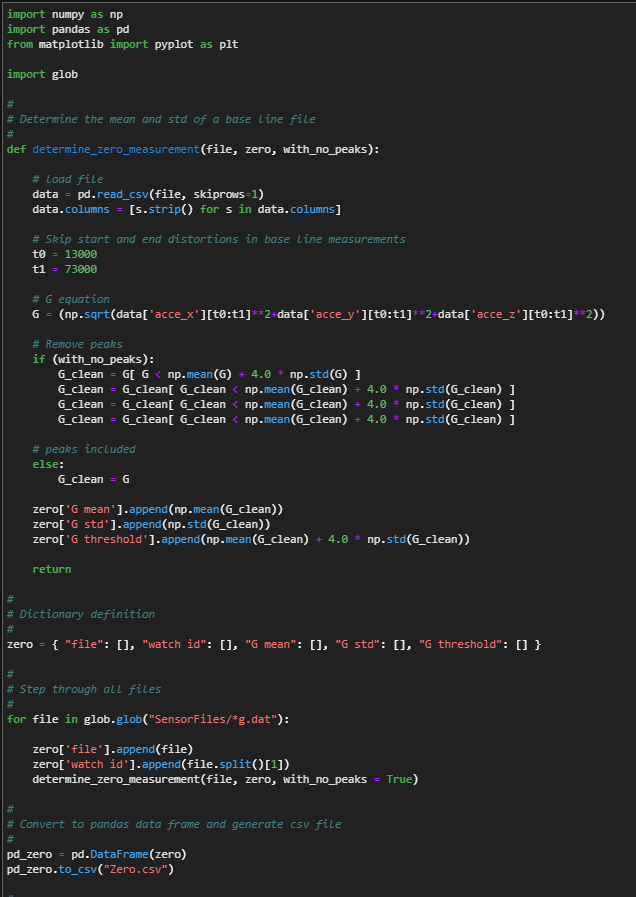 import numpy as np
import pandas as pd
from matplotlib import pyplot as plt
import glob
#
# Determine the mean and std of a base line file
#
def determine_zero_measurement(file, zero, with_no_peaks):
# load file
data = pd.read_csv(file, skiprows=1)
data.columns = [s.strip() for s in data.columns]
# Skip start and end distortions in base line measurements
t0 = 13000
t1 = 73000
# G equation
G = (np.sqrt(data['acce_x'][t0:t1]**2+data['acce_y'][t0:t1]**2+data['acce_z'][t0:t1]**2))
# Remove peaks
if (with_no_peaks):
G_clean = G[ G < np.mean(G) + 4.0 * np.std(G) ]
G_clean = G_clean[ G_clean < np.mean(G_clean) + 4.0 * np.std(G_clean) ]
G_clean = G_clean[ G_clean < np.mean(G_clean) + 4.0 * np.std(G_clean) ]
G_clean = G_clean[ G_clean < np.mean(G_clean) + 4.0 * np.std(G_clean) ]
# peaks included
else:
G_clean = G
zero['G mean'].append(np.mean(G_clean))
zero['G std'].append(np.std(G_clean))
zero['G threshold'].append(np.mean(G_clean) + 4.0 * np.std(G_clean))
return
#
# Dictionary definition
#
zero = { "file": [], "watch id": [], "G mean": [], "G std": [], "G threshold": [] }
#
# Step through all files
#
for file in glob.glob("SensorFiles/*g.dat"):
zero['file'].append(file)
zero['watch id'].append(file.split()[1])
determine_zero_measurement(file, zero, with_no_peaks = True)
#
# Convert to pandas data frame and generate csv file
#
pd_zero = pd.DataFrame(zero)
pd_zero.to_csv("Zero.csv")